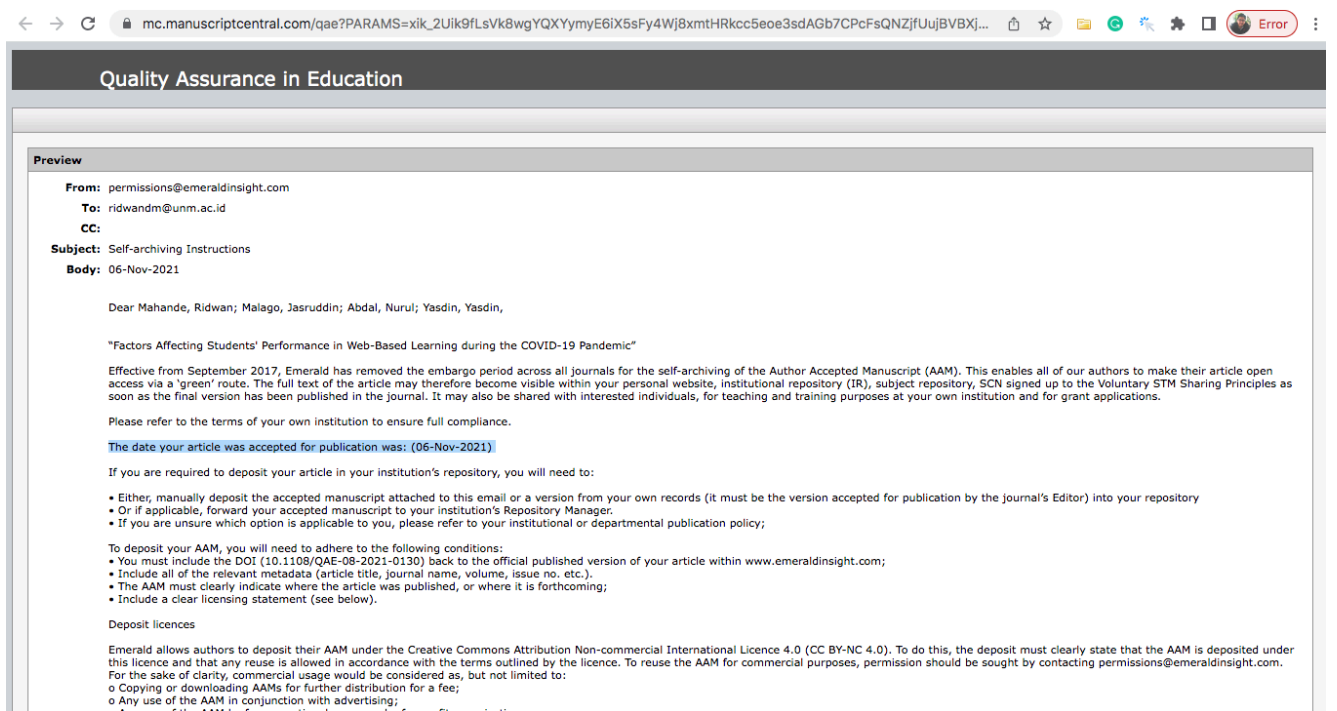 mc.manuscriptcentral.com/qae?PARAMS=xik_2Uik9fLsVk8wgYQXYymyE6iX5sFy4Wj8xmtHRkcc5eoe3sdAGb7CPcFsQNZjfUujBVBXj... Error
Quality Assurance in Education
Preview
From: permissions@emeraldinsight.com
To: ridwandm@unm.ac.id
CC:
Subject: Self-archiving Instructions
Body: 06-Nov-2021
Dear Mahande, Ridwan; Malago, Jasruddin; Abdal, Nurul; Yasdin, Yasdin,
“Factors Affecting Students' Performance in Web-Based Learning during the COVID-19 Pandemic”
Effective from September 2017, Emerald has removed the embargo period across all journals for the self-archiving of the Author Accepted Manuscript (AAM). This enables all of our authors to make their article open
access via a ‘green’ route. The full text of the article may therefore become visible within your personal website, institutional repository (IR), subject repository, SCN signed up to the Voluntary STM Sharing Principles as
soon as the final version has been published in the journal. It may also be shared with interested individuals, for teaching and training purposes at your own institution and for grant applications.
Please refer to the terms of your own institution to ensure full compliance.
The date your article was accepted for publication was: (06-Nov-2021)
If you are required to deposit your article in your institution’s repository, you will need to:
• Either, manually deposit the accepted manuscript attached to this email or a version from your own records (it must be the version accepted for publication by the journal’s Editor) into your repository
• Or if applicable, forward your accepted manuscript to your institution’s Repository Manager.
• If you are unsure which option is applicable to you, please refer to your institutional or departmental publication policy;
To deposit your AAM, you will need to adhere to the following conditions:
• You must include the DOI (10.1108/QAE-08-2021-0130) back to the official published version of your article within www.emeraldinsight.com;
• Include all of the relevant metadata (article title, journal name, volume, issue no. etc.).
• The AAM must clearly indicate where the article was published, or where it is forthcoming;
• Include a clear licensing statement (see below).
Deposit licences
Emerald allows authors to deposit their AAM under the Creative Commons Attribution Non-commercial International Licence 4.0 (CC BY-NC 4.0). To do this, the deposit must clearly state that the AAM is deposited under
this licence and that any reuse is allowed in accordance with the terms outlined by the licence. To reuse the AAM for commercial purposes, permission should be sought by contacting permissions@emeraldinsight.com.
For the sake of clarity, commercial usage would be considered as, but not limited to:
o Copying or downloading AAMs for further distribution for a fee;
o Any use of the AAM in conjunction with advertising;